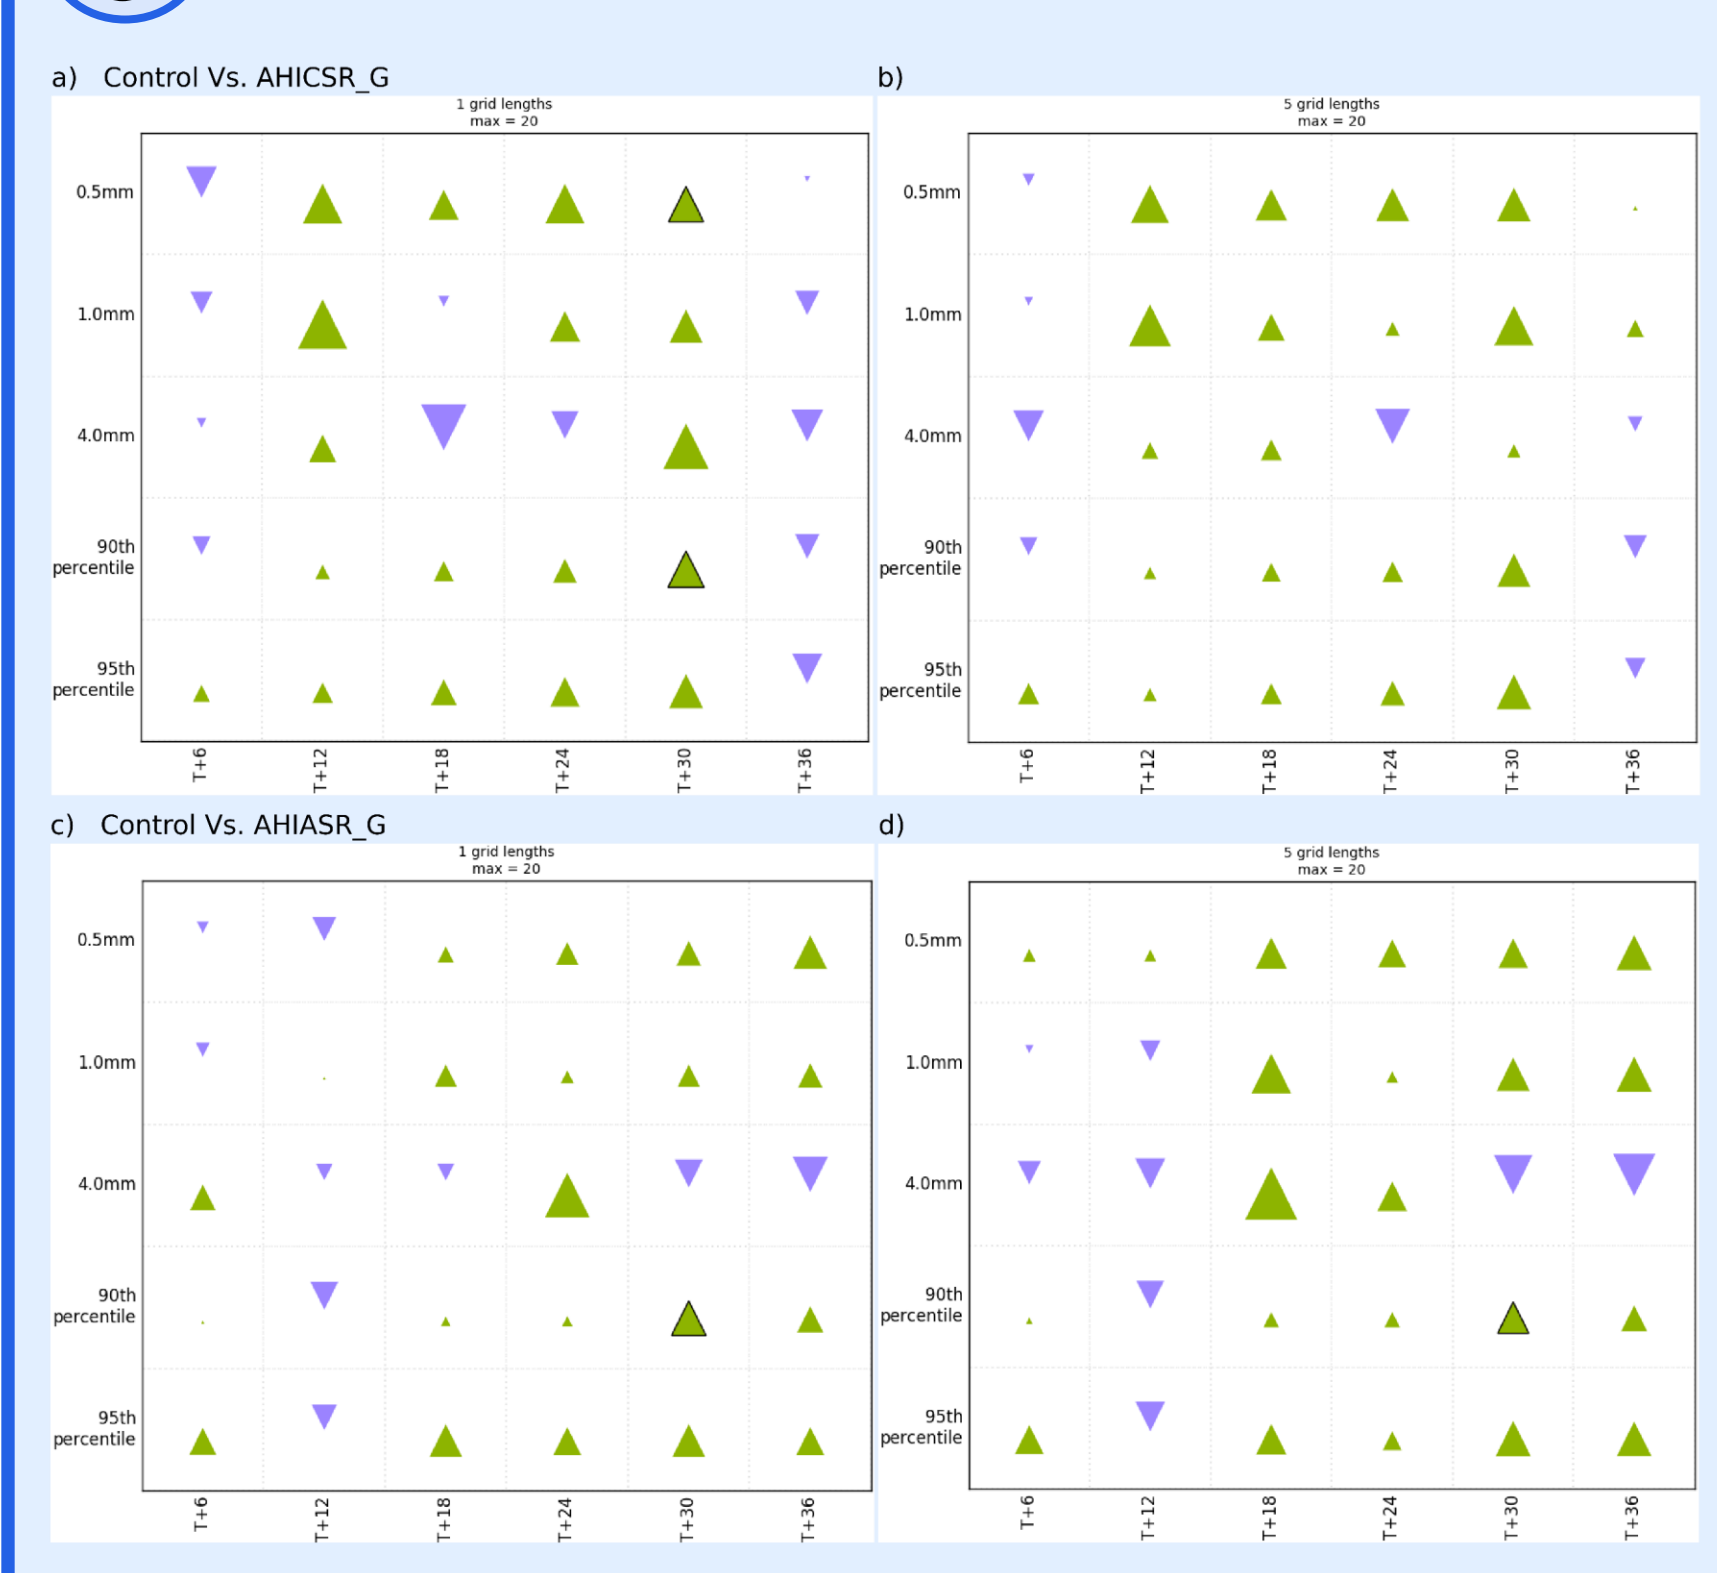 a) Control Vs. AHICSR_G
1 grid lengths
max = 20
0.5mm
1.0mm
4.0mm
90th
percentile
95th
percentile
T+6
T+12
T+18
T+24
T+30
T+36
b)
5 grid lengths
max = 20
0.5mm
1.0mm
4.0mm
90th
percentile
95th
percentile
T+6
T+12
T+18
T+24
T+30
T+36
c) Control Vs. AHIASR_G
1 grid lengths
max = 20
0.5mm
1.0mm
4.0mm
90th
percentile
95th
percentile
T+6
T+12
T+18
T+24
T+30
T+36
d)
5 grid lengths
max = 20
0.5mm
1.0mm
4.0mm
90th
percentile
95th
percentile
T+6
T+12
T+18
T+24
T+30
T+36